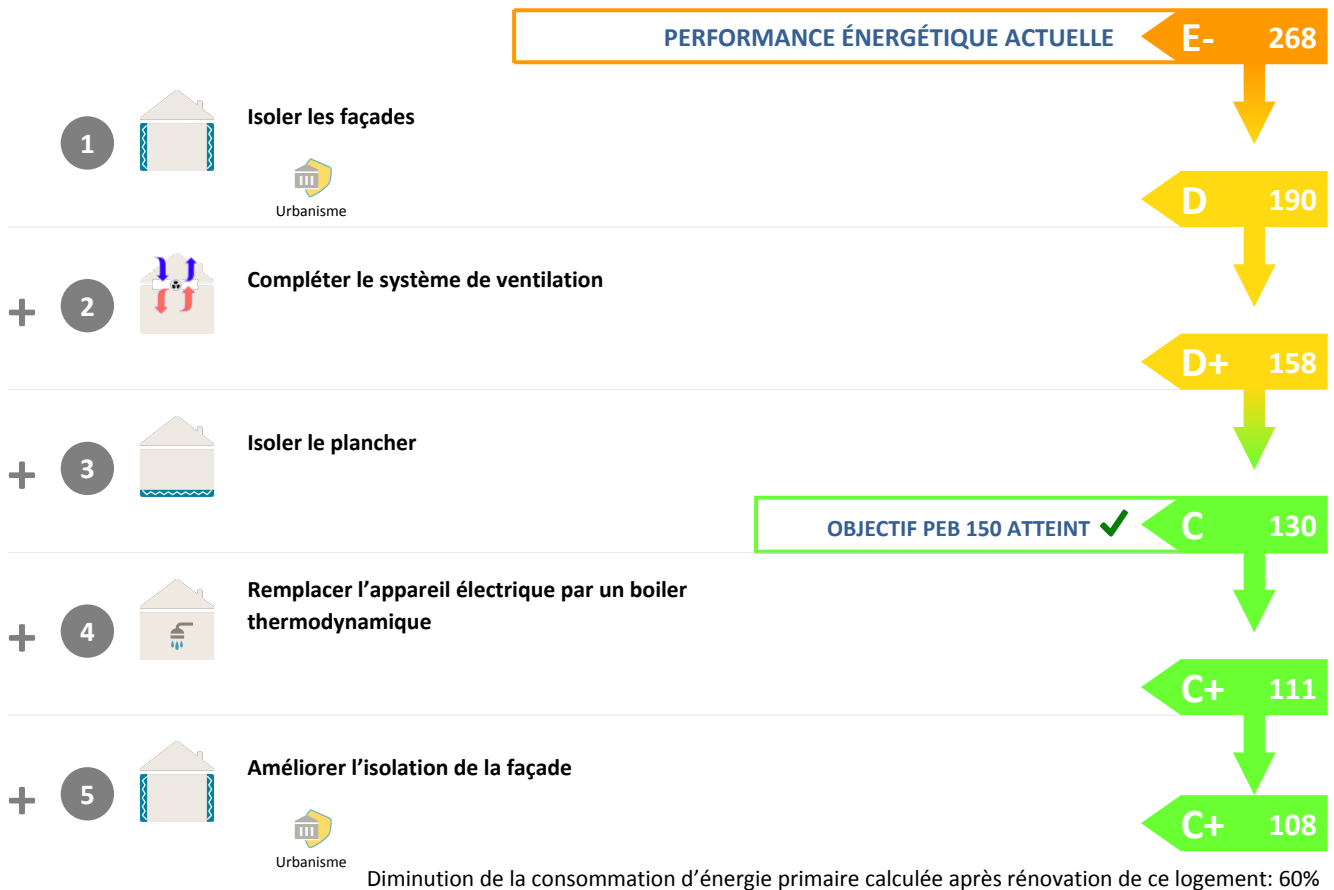 PERFORMANCE ÉNERGÉTIQUE ACTUELLE E- 268
1 Isoler les façades
Urbanisme
D 190
+ 2 Compléter le système de ventilation
D+ 158
+ 3 Isoler le plancher
OBJECTIF PEB 150 ATTEINT ✓ C 130
+ 4 Remplacer l’appareil électrique par un boiler
thermodynamique
C+ 111
+ 5 Améliorer l’isolation de la façade
Urbanisme
C+ 108
Diminution de la consommation d’énergie primaire calculée après rénovation de ce logement: 60%